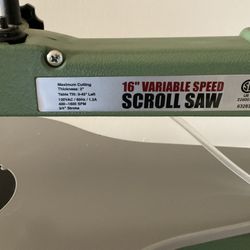 Maximum Cutting
Thickness: 2"
Table Tilt: 0-45° Left
120VAC / 60Hz / 1.2A
400~1600 SPM
3/4" Stroke
16" VARIABLE SPEED
SCROLL SAW